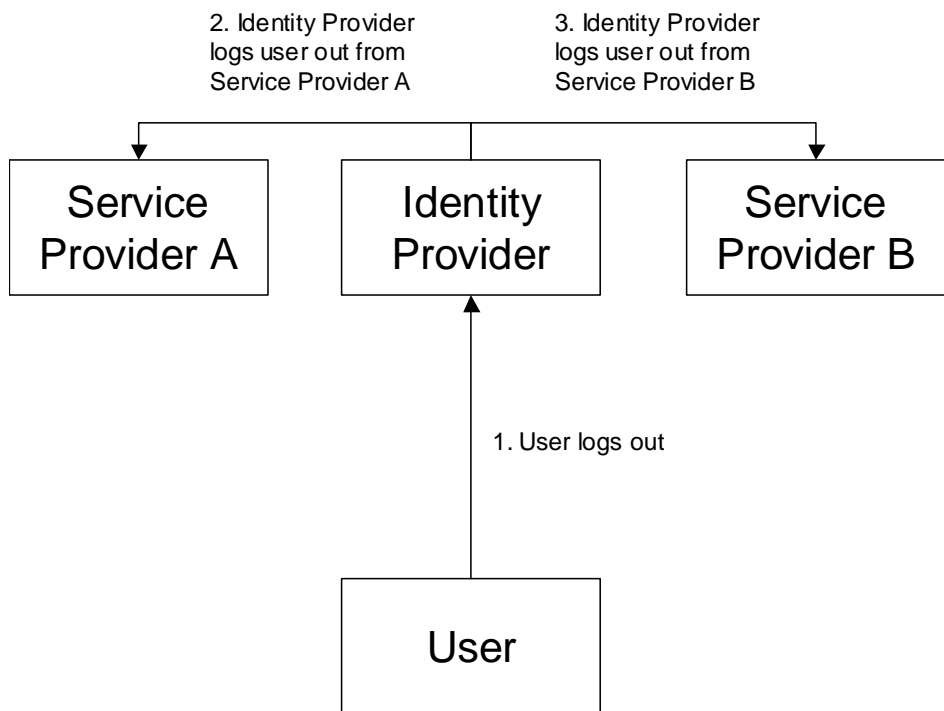 2. Identity Provider
logs user out from
Service Provider A
3. Identity Provider
logs user out from
Service Provider B
Service
Provider A
Identity
Provider
Service
Provider B
1. User logs out
User